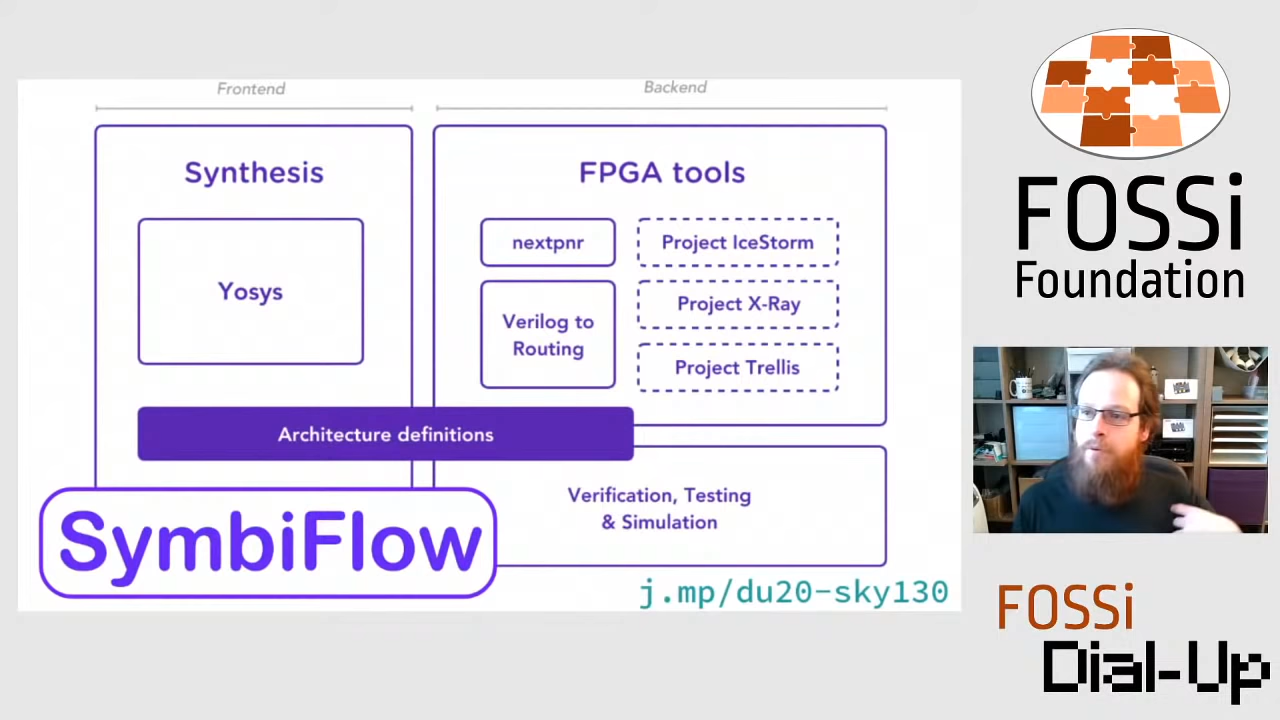 Frontend
Backend
Synthesis
FPGA tools
Yosys
nextpnr
Project IceStorm
Verilog to
Routing
Project X-Ray
Project Trellis
Architecture definitions
Verification, Testing
& Simulation
SymbiFlow
j.mp/du20-sky130
FOSSi
Foundation
FOSSi
Dial-Up